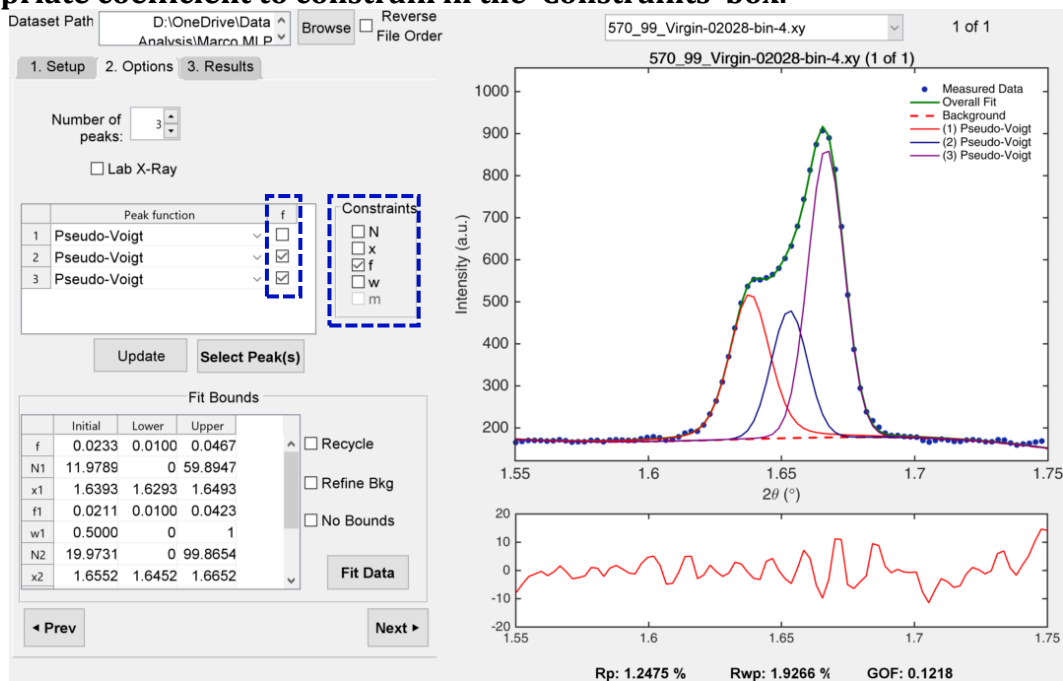 priate coefficient to constrain in the 'Constraints' box.
Dataset Path
D:\OneDrive\Data
Analysis\Marco MLP
Browse
Reverse
File Order
570_99_Virgin-02028-bin-4.xy
1 of 1
1. Setup 2. Options 3. Results
Number of
peaks:
3
Lab X-Ray
Peak function f
1 Pseudo-Voigt
2 Pseudo-Voigt
3 Pseudo-Voigt
Constraints
N
x
f
w
m
Update Select Peak(s)
Fit Bounds
Initial Lower Upper
f 0.0233 0.0100 0.0467
N1 11.9789 0 59.8947
x1 1.6393 1.6293 1.6493
f1 0.0211 0.0100 0.0423
w1 0.5000 0 1
N2 19.9731 0 99.8654
x2 1.6552 1.6452 1.6652
Recycle
Refine Bkg
No Bounds
Fit Data
◄ Prev Next ►
570_99_Virgin-02028-bin-4.xy (1 of 1)
Measured Data
Overall Fit
Background
(1) Pseudo-Voigt
(2) Pseudo-Voigt
(3) Pseudo-Voigt
Intensity (a.u.)
1000
900
800
700
600
500
400
300
200
1.55 1.6 1.65 1.7 1.75
2θ (°)
20
10
0
-10
-20
1.55 1.6 1.65 1.7 1.75
Rp: 1.2475 % Rwp: 1.9266 % GOF: 0.1218